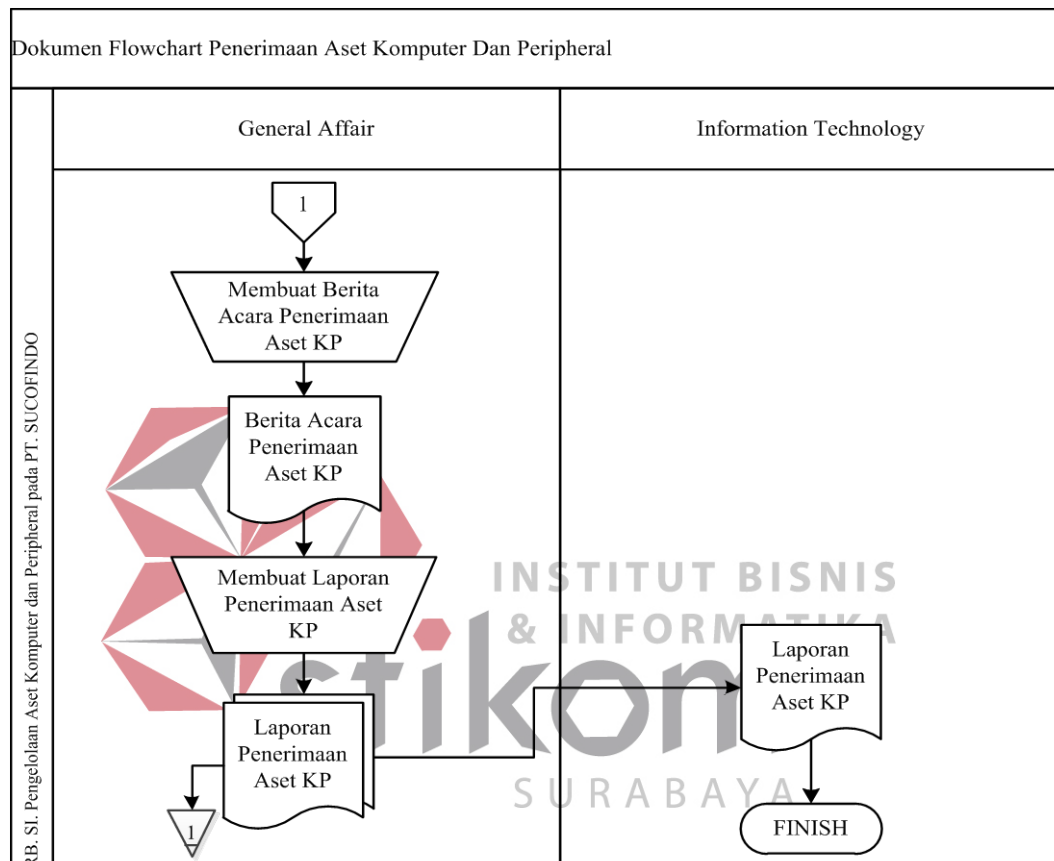 Dokumen Flowchart Penerimaan Aset Komputer Dan Peripheral
General Affair
Information Technology
RB. SI. Pengelolaan Aset Komputer dan Peripheral pada PT. SUCOFINDO
1
Membuat Berita
Acara Penerimaan
Aset KP
Berita Acara
Penerimaan
Aset KP
Membuat Laporan
Penerimaan Aset
KP
Laporan
Penerimaan
Aset KP
1
Laporan
Penerimaan
Aset KP
FINISH
INSTITUT BISNIS
& INFORMATIKA
stikom
SURABAYA